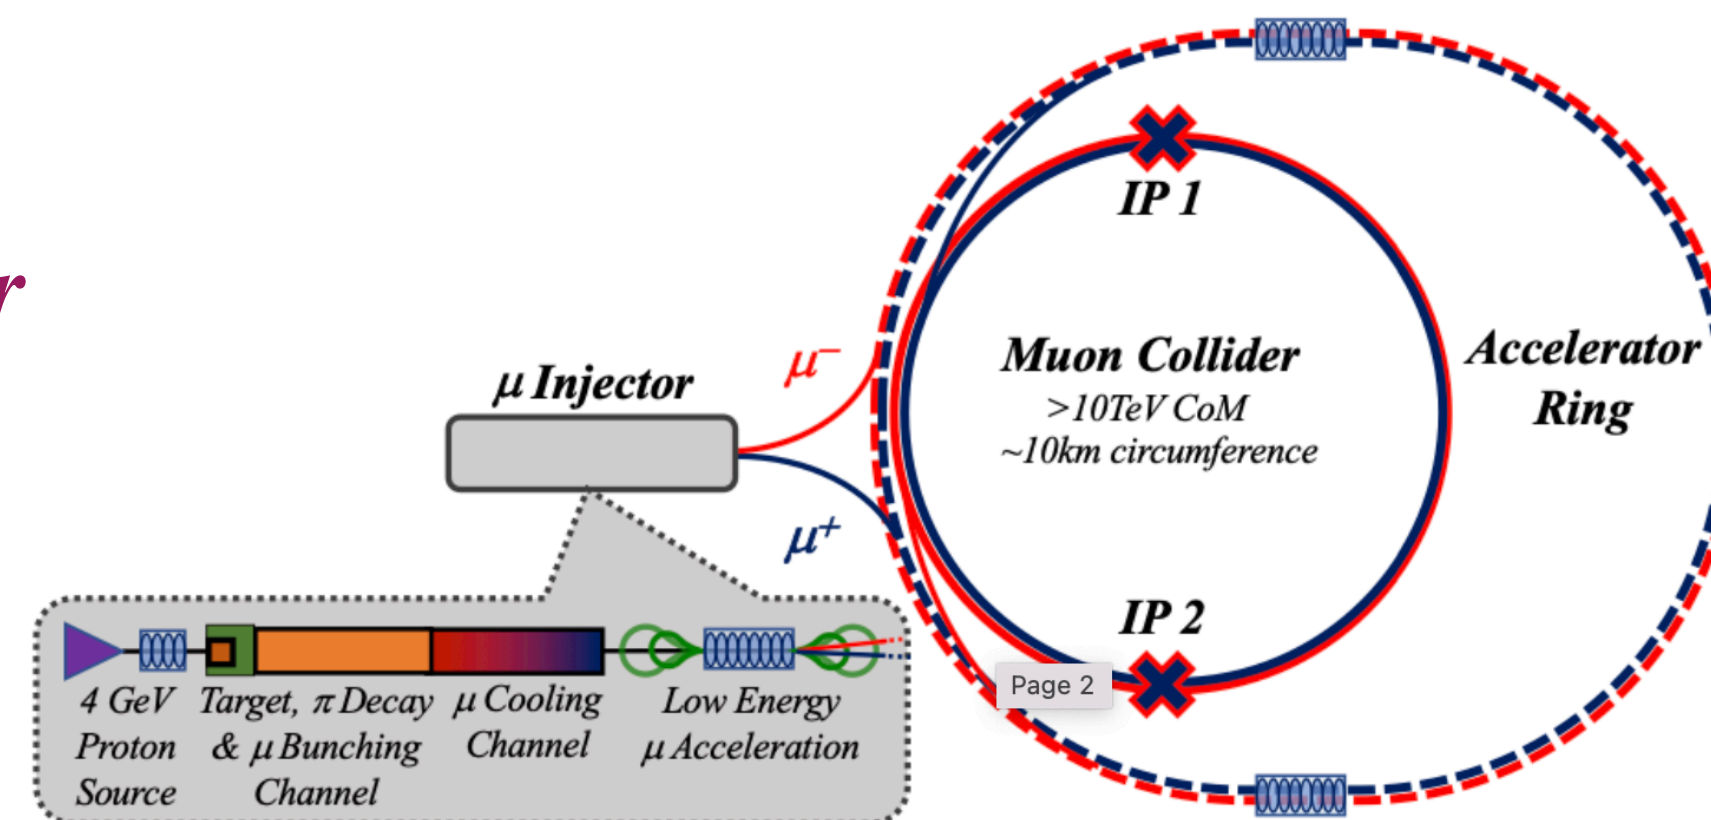 r
IP 1
Muon Collider
>10TeV CoM
~10km circumference
Accelerator
Ring
μ Injector
μ⁻
μ⁺
IP 2
Page 2
4 GeV
Proton
Source
Target, π Decay
& μ Bunching
Channel
μ Cooling
Channel
Low Energy
μ Acceleration